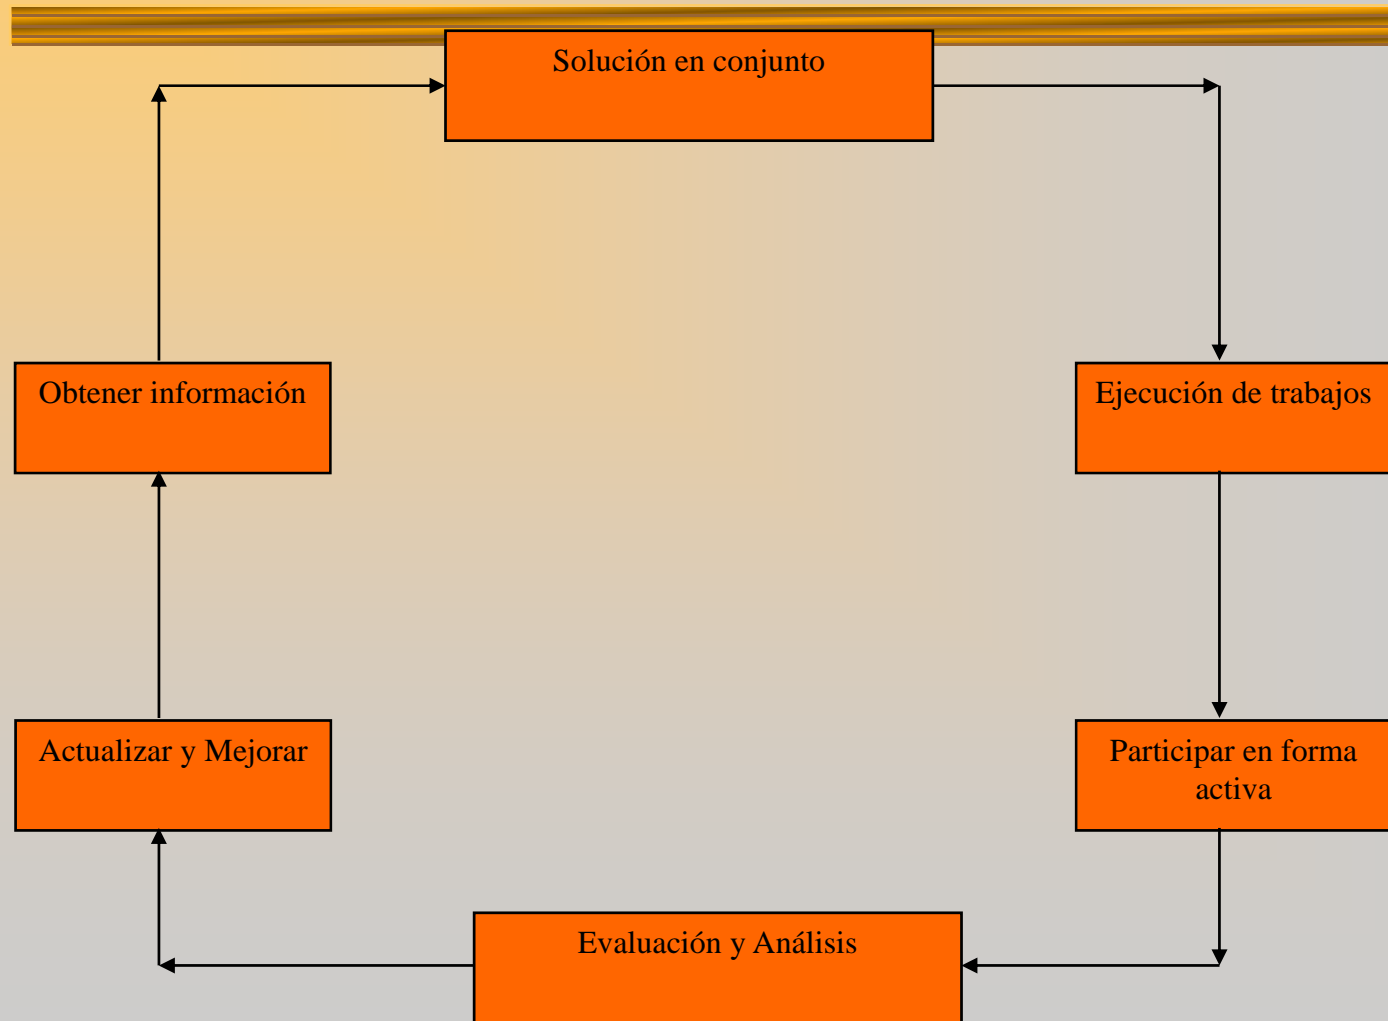 Solución en conjunto
Obtener información
Ejecución de trabajos
Actualizar y Mejorar
Participar en forma
activa
Evaluación y Análisis